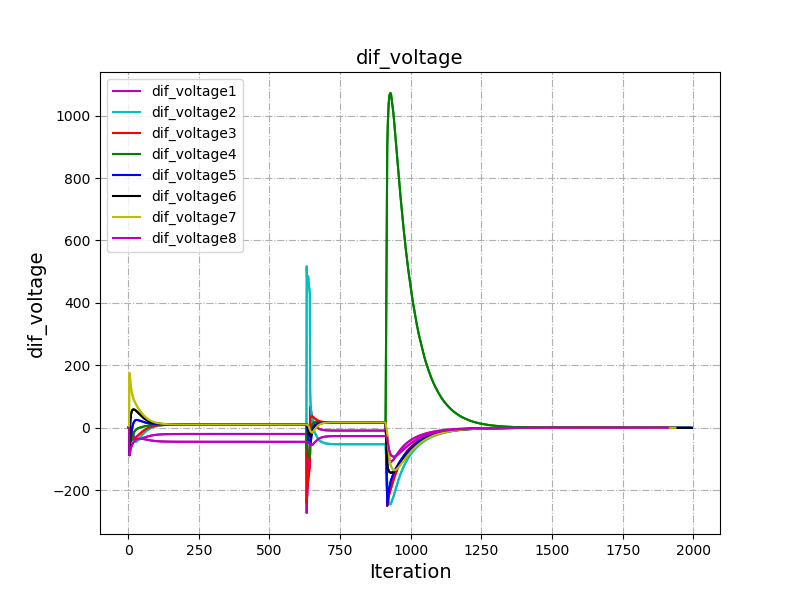 dif_voltage
dif_voltage1
dif_voltage2
dif_voltage3
dif_voltage4
dif_voltage5
dif_voltage6
dif_voltage7
dif_voltage8
1000
800
600
400
200
0
−200
dif_voltage
0 250 500 750 1000 1250 1500 1750 2000
Iteration